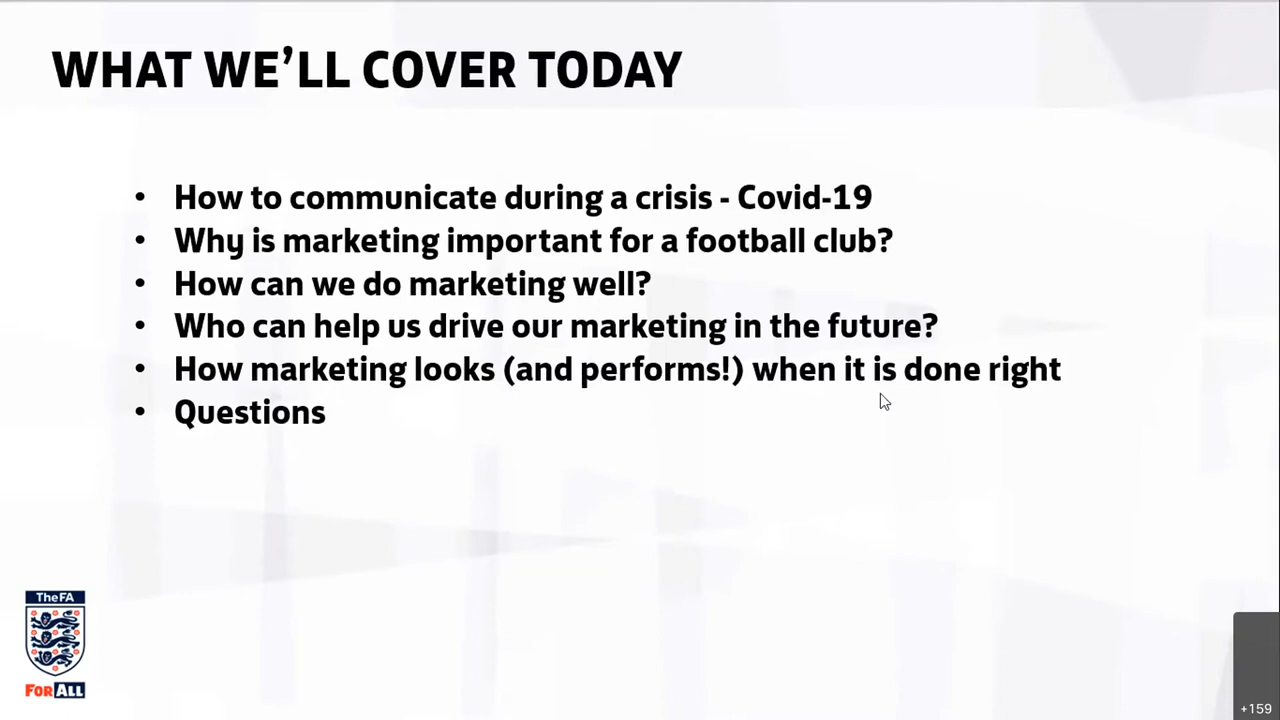 WHAT WE’LL COVER TODAY
• How to communicate during a crisis - Covid-19
• Why is marketing important for a football club?
• How can we do marketing well?
• Who can help us drive our marketing in the future?
• How marketing looks (and performs!) when it is done right
• Questions
TheFA
FORALL
+159